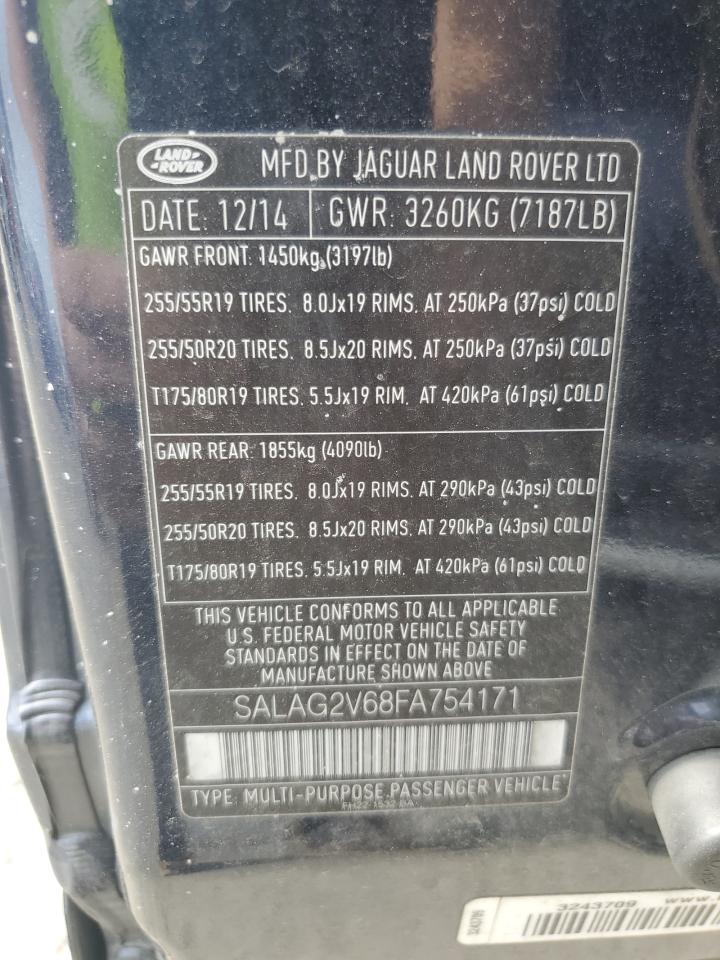 LAND ROVER MFD BY JAGUAR LAND ROVER LTD
DATE: 12/14 GWR: 3260KG (7187LB)
GAWR FRONT: 1450kg (3197lb)
255/55R19 TIRES. 8.0Jx19 RIMS. AT 250kPa (37psi) COLD
255/50R20 TIRES. 8.5Jx20 RIMS. AT 250kPa (37psi) COLD
T175/80R19 TIRES. 5.5Jx19 RIM. AT 420kPa (61psi) COLD
GAWR REAR: 1855kg (4090lb)
255/55R19 TIRES. 8.0Jx19 RIMS. AT 290kPa (43psi) COLD
255/50R20 TIRES. 8.5Jx20 RIMS. AT 290kPa (43psi) COLD
T175/80R19 TIRES. 5.5Jx19 RIM. AT 420kPa (61psi) COLD
THIS VEHICLE CONFORMS TO ALL APPLICABLE
U.S. FEDERAL MOTOR VEHICLE SAFETY
STANDARDS IN EFFECT ON THE DATE OF
MANUFACTURE SHOWN ABOVE
SALAG2V68FA754171
TYPE: MULTI-PURPOSE PASSENGER VEHICLE
3243709 www.
3243709